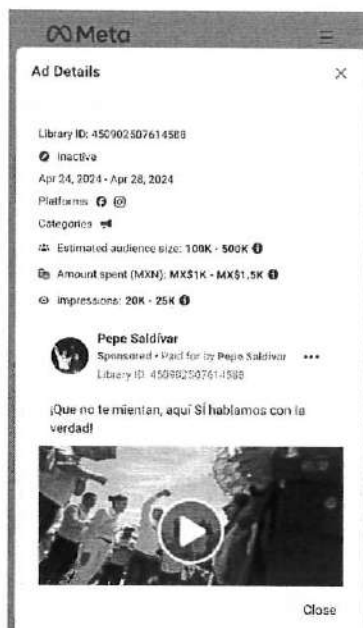 Meta
Ad Details
Library ID: 450902507614588
Inactive
Apr 24, 2024 - Apr 28, 2024
Platforms
Categories
Estimated audience size: 100K - 500K
Amount spent (MXN): MX$1K - MX$1.5K
Impressions: 20K - 25K
Pepe Saldívar
Sponsored • Paid for by Pepe Saldívar
Library ID: 450902507614588
¡Que no te mientan, aquí SÍ hablamos con la
verdad!
Close